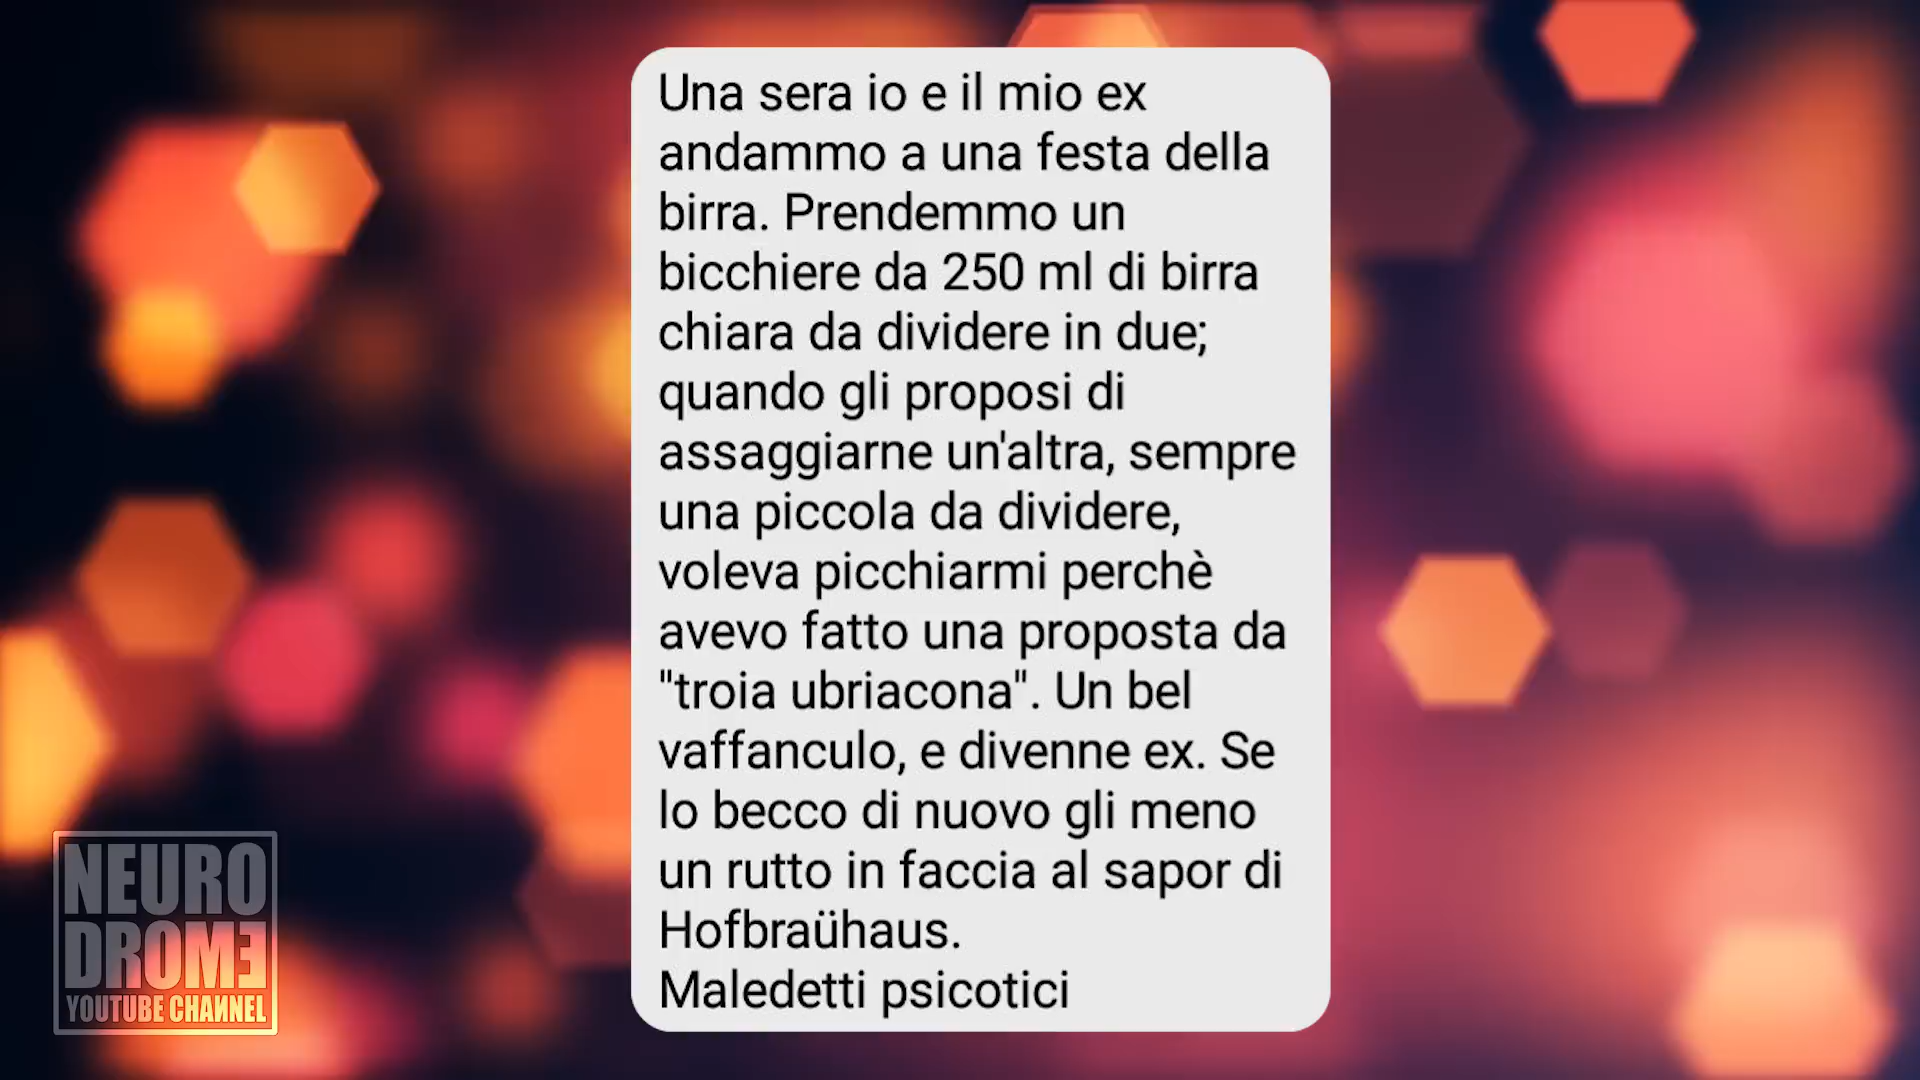 Una sera io e il mio ex
andammo a una festa della
birra. Prendemmo un
bicchiere da 250 ml di birra
chiara da dividere in due;
quando gli proposi di
assaggiarne un'altra, sempre
una piccola da dividere,
voleva picchiarmi perchè
avevo fatto una proposta da
"troia ubriacona". Un bel
vaffanculo, e divenne ex. Se
lo becco di nuovo gli meno
un rutto in faccia al sapor di
Hofbraühaus.
Maledetti psicotici
NEURO
DROME
YOUTUBE CHANNEL